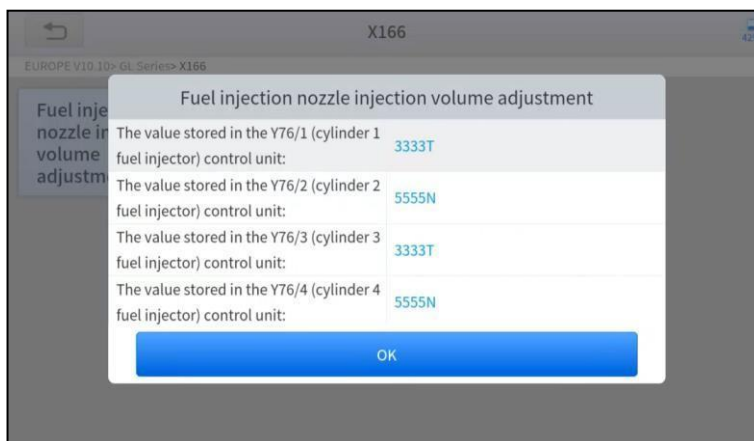 X166
EUROPE V10.10> GL Series> X166
Fuel injection nozzle injection volume adjustment
Fuel inje
nozzle in
volume
adjustm
The value stored in the Y76/1 (cylinder 1
fuel injector) control unit:
3333T
The value stored in the Y76/2 (cylinder 2
fuel injector) control unit:
5555N
The value stored in the Y76/3 (cylinder 3
fuel injector) control unit:
3333T
The value stored in the Y76/4 (cylinder 4
fuel injector) control unit:
5555N
OK